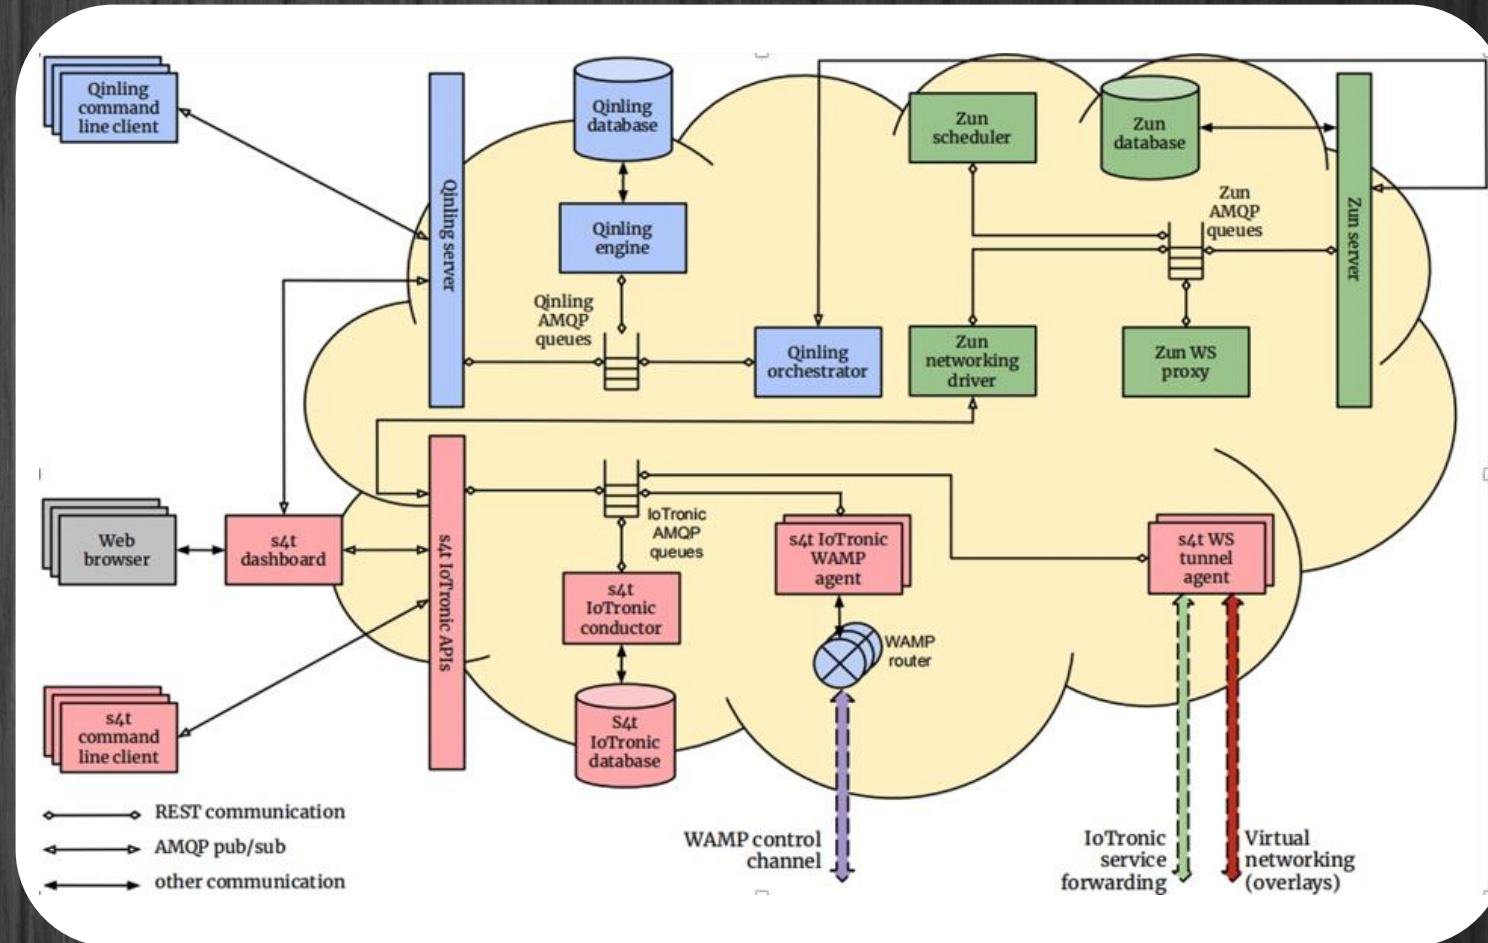 Qinling
command
line client
Qinling server
Qinling
database
Qinling
engine
Qinling
AMQP
queues
Qinling
orchestrator
Zun
scheduler
Zun
database
Zun
AMQP
queues
Zun server
Zun
networking
driver
Zun WS
proxy
Web
browser
s4t
dashboard
s4t IoTronic APIs
IoTronic
AMQP
queues
s4t
IoTronic
conductor
s4t IoTronic
WAMP
agent
s4t WS
tunnel
agent
WAMP
router
s4t
command
line client
S4t
IoTronic
database
REST communication
AMQP pub/sub
other communication
WAMP control
channel
IoTronic
service
forwarding
Virtual
networking
(overlays)